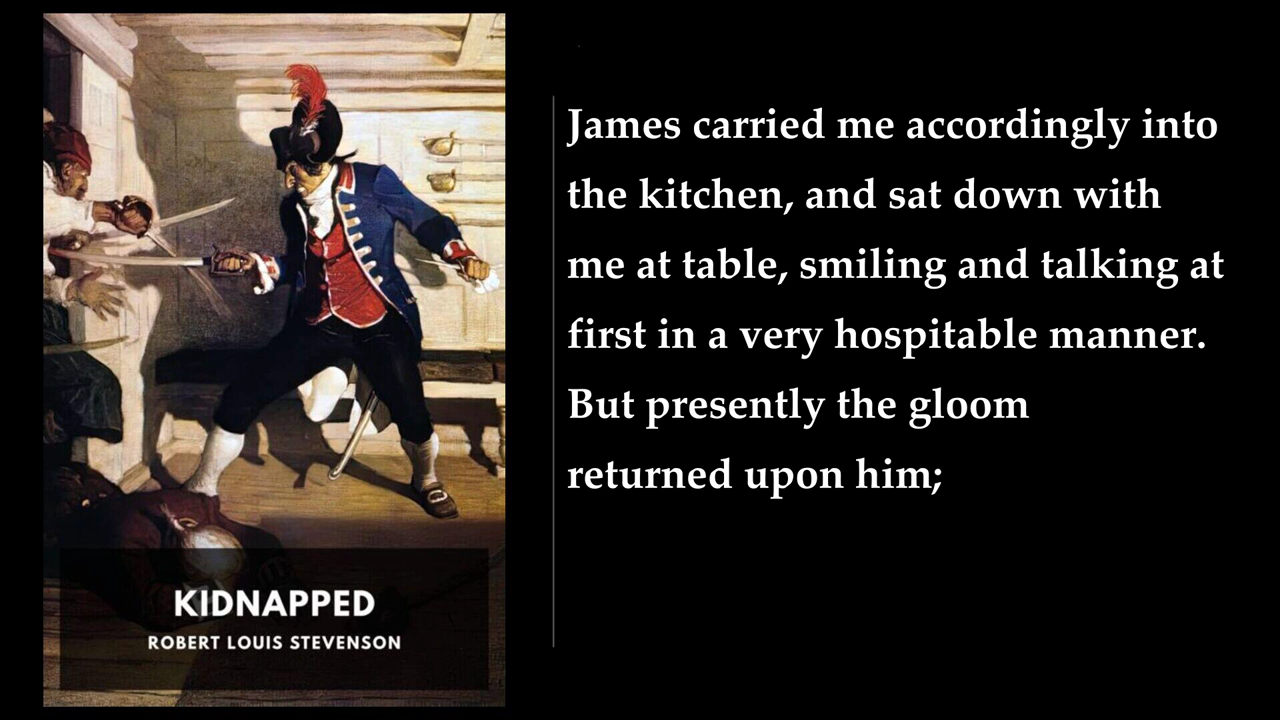 James carried me accordingly into
the kitchen, and sat down with
me at table, smiling and talking at
first in a very hospitable manner.
But presently the gloom
returned upon him;
KIDNAPPED
ROBERT LOUIS STEVENSON